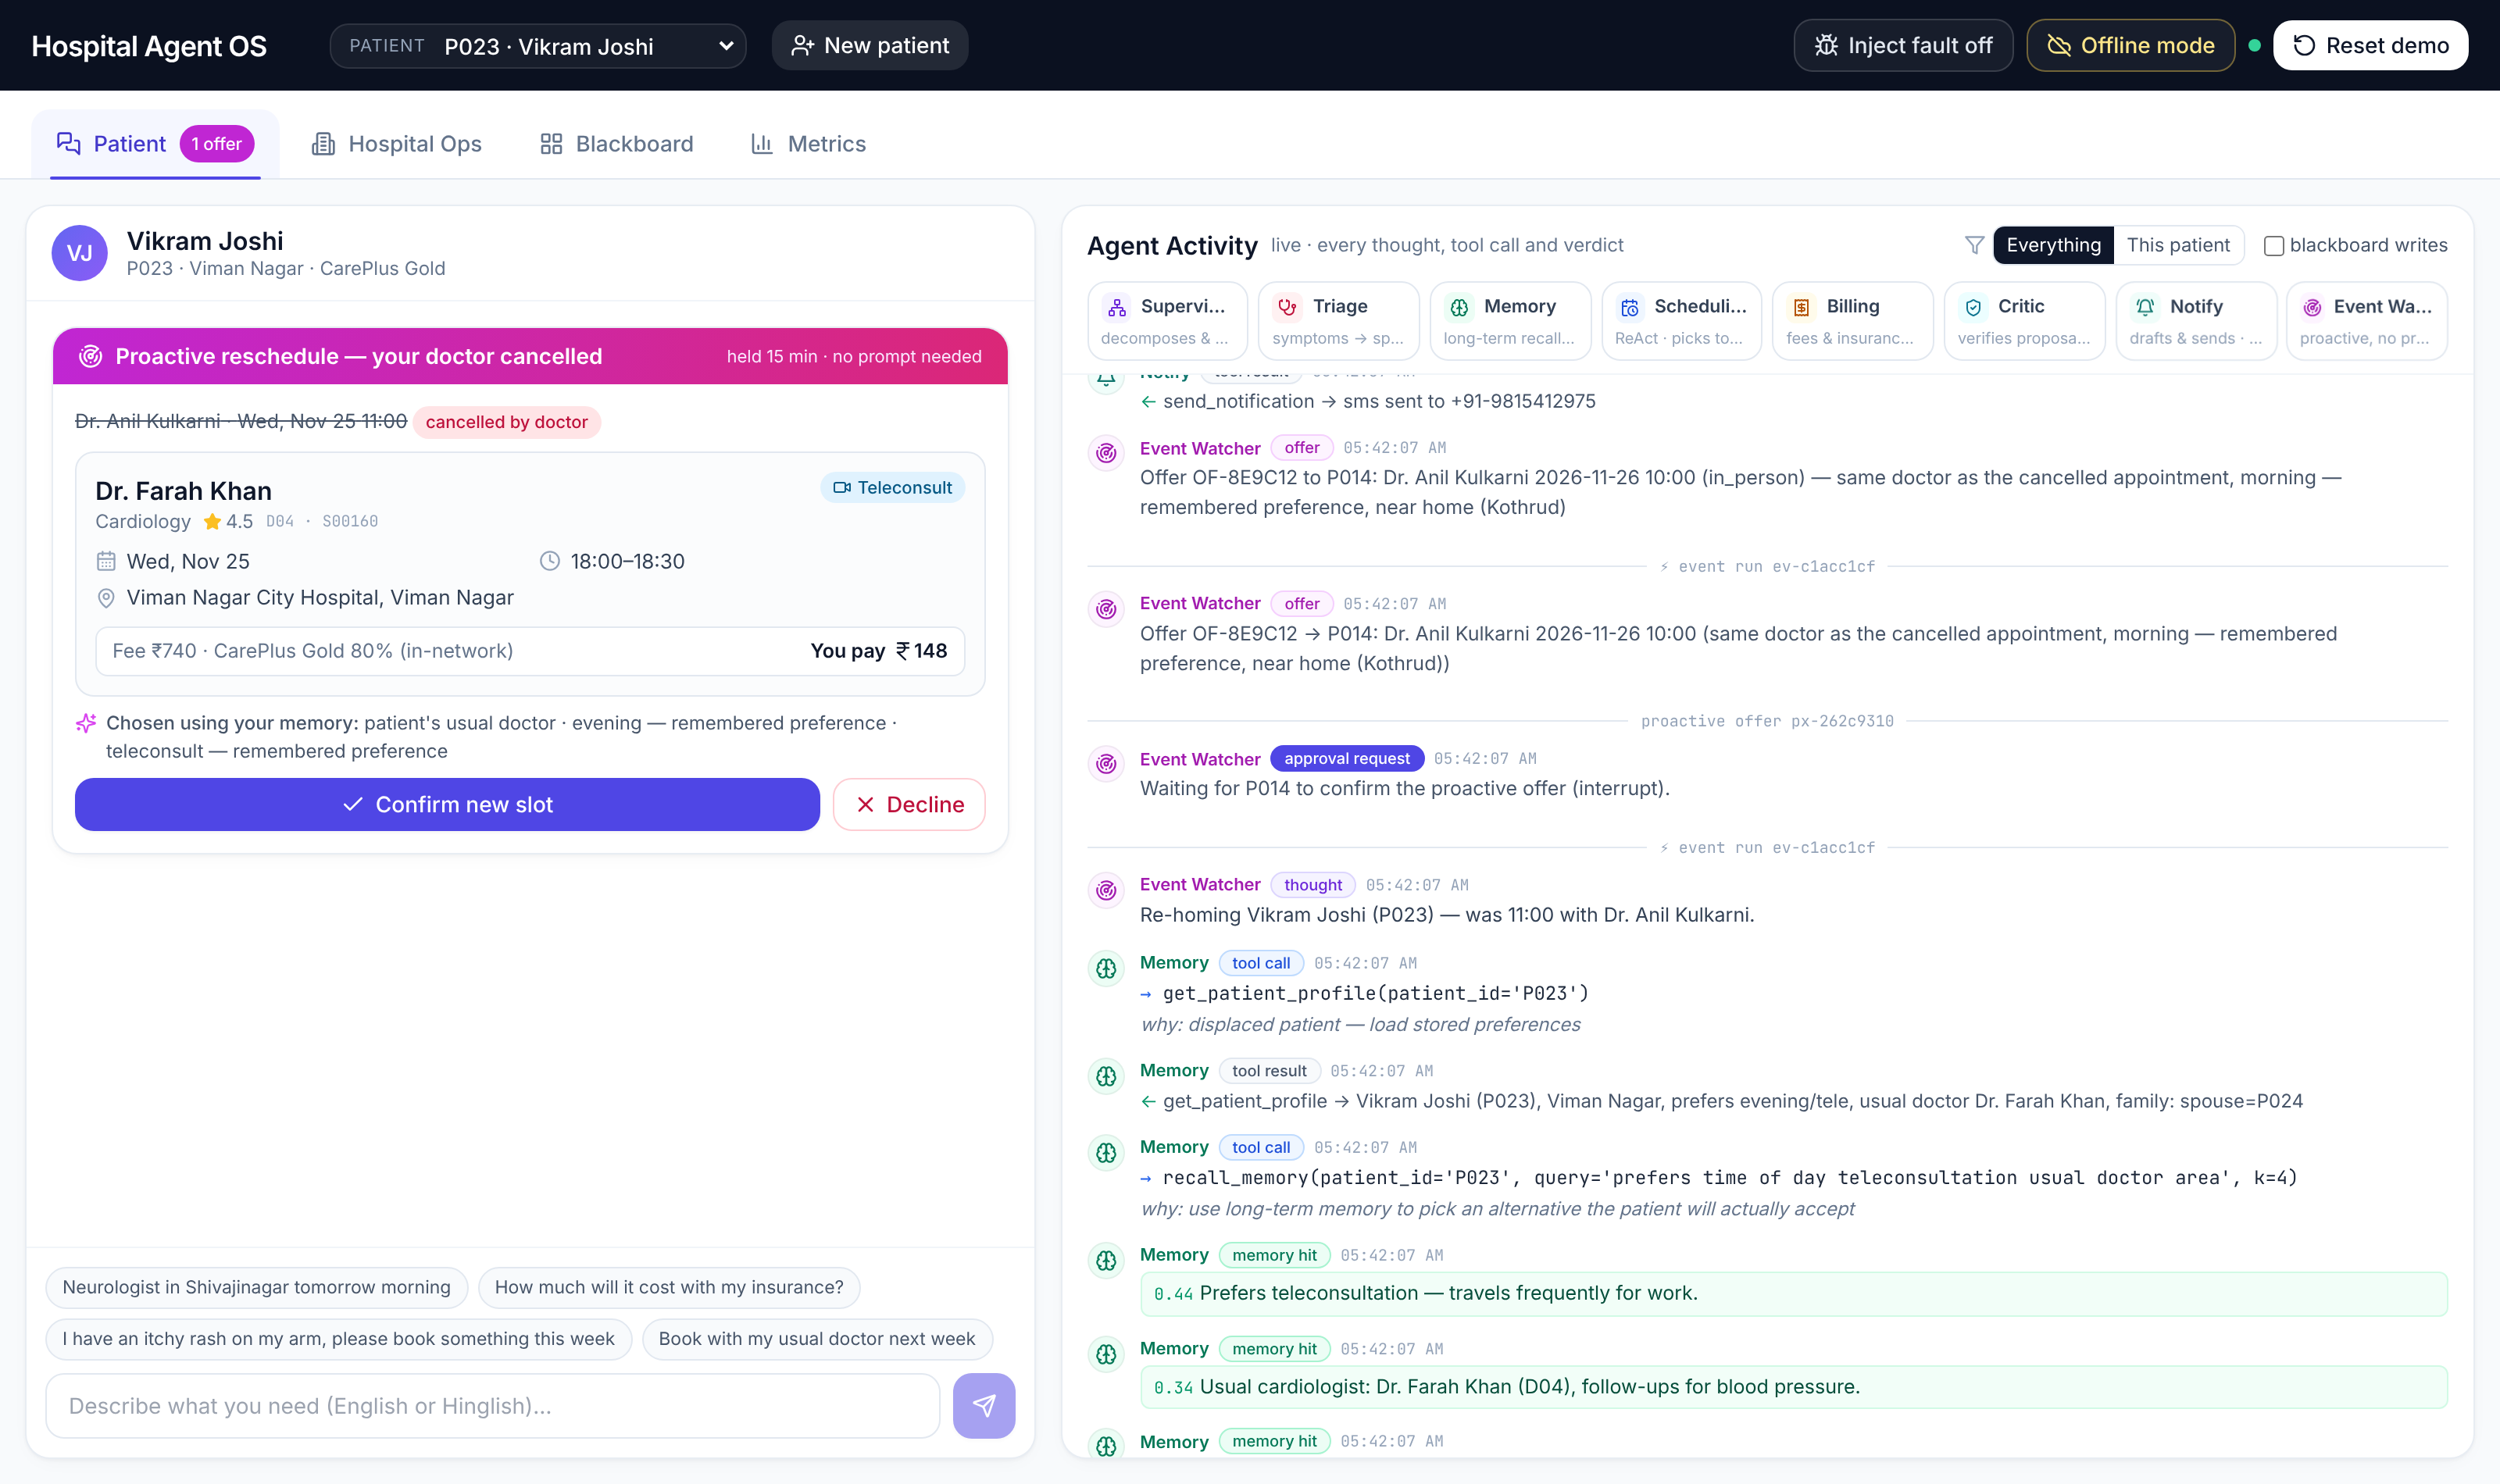 Hospital Agent OS
PATIENT P023 · Vikram Joshi
New patient
Inject fault off
Offline mode
Reset demo
Patient 1 offer
Hospital Ops
Blackboard
Metrics
VJ
Vikram Joshi
P023 · Viman Nagar · CarePlus Gold
Proactive reschedule — your doctor cancelled
held 15 min · no prompt needed
Dr. Anil Kulkarni · Wed, Nov 25 11:00 cancelled by doctor
Dr. Farah Khan
Teleconsult
Cardiology 4.5 D04 · S00160
Wed, Nov 25
18:00–18:30
Viman Nagar City Hospital, Viman Nagar
Fee ₹740 · CarePlus Gold 80% (in-network)
You pay ₹148
Chosen using your memory: patient's usual doctor · evening — remembered preference ·
teleconsult — remembered preference
Confirm new slot
Decline
Neurologist in Shivajinagar tomorrow morning
How much will it cost with my insurance?
I have an itchy rash on my arm, please book something this week
Book with my usual doctor next week
Describe what you need (English or Hinglish)...
Agent Activity live · every thought, tool call and verdict
Everything
This patient
blackboard writes
Supervi...
decomposes & ...
Triage
symptoms → sp...
Memory
long-term recall...
Scheduli...
ReAct · picks to...
Billing
fees & insuranc...
Critic
verifies proposa...
Notify
drafts & sends · ...
Event Wa...
proactive, no pr...
Notify tool result 05:42:07 AM
← send_notification → sms sent to +91-9815412975
Event Watcher offer 05:42:07 AM
Offer OF-8E9C12 to P014: Dr. Anil Kulkarni 2026-11-26 10:00 (in_person) — same doctor as the cancelled appointment, morning —
remembered preference, near home (Kothrud)
⚡ event run ev-c1acc1cf
Event Watcher offer 05:42:07 AM
Offer OF-8E9C12 → P014: Dr. Anil Kulkarni 2026-11-26 10:00 (same doctor as the cancelled appointment, morning — remembered
preference, near home (Kothrud))
proactive offer px-262c9310
Event Watcher approval request 05:42:07 AM
Waiting for P014 to confirm the proactive offer (interrupt).
⚡ event run ev-c1acc1cf
Event Watcher thought 05:42:07 AM
Re-homing Vikram Joshi (P023) — was 11:00 with Dr. Anil Kulkarni.
Memory tool call 05:42:07 AM
→ get_patient_profile(patient_id='P023')
why: displaced patient — load stored preferences
Memory tool result 05:42:07 AM
← get_patient_profile → Vikram Joshi (P023), Viman Nagar, prefers evening/tele, usual doctor Dr. Farah Khan, family: spouse=P024
Memory tool call 05:42:07 AM
→ recall_memory(patient_id='P023', query='prefers time of day teleconsultation usual doctor area', k=4)
why: use long-term memory to pick an alternative the patient will actually accept
Memory memory hit 05:42:07 AM
0.44 Prefers teleconsultation — travels frequently for work.
Memory memory hit 05:42:07 AM
0.34 Usual cardiologist: Dr. Farah Khan (D04), follow-ups for blood pressure.
Memory memory hit 05:42:07 AM